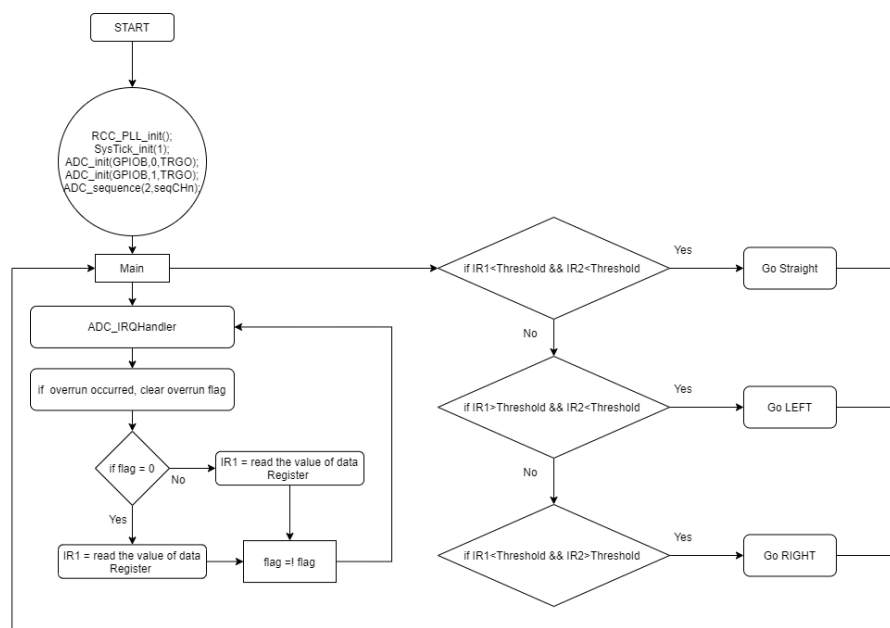 START
RCC_PLL_init();
SysTick_init(1);
ADC_init(GPIOB,0,TRGO);
ADC_init(GPIOB,1,TRGO);
ADC_sequence(2,seqCHn);
Main
ADC_IRQHandler
if overrun occurred, clear overrun flag
if flag = 0
No
IR1 = read the value of data
Register
Yes
IR1 = read the value of data
Register
flag =! flag
if IR1<Threshold && IR2<Threshold
Yes
Go Straight
No
if IR1>Threshold && IR2<Threshold
Yes
Go LEFT
No
if IR1<Threshold && IR2>Threshold
Yes
Go RIGHT